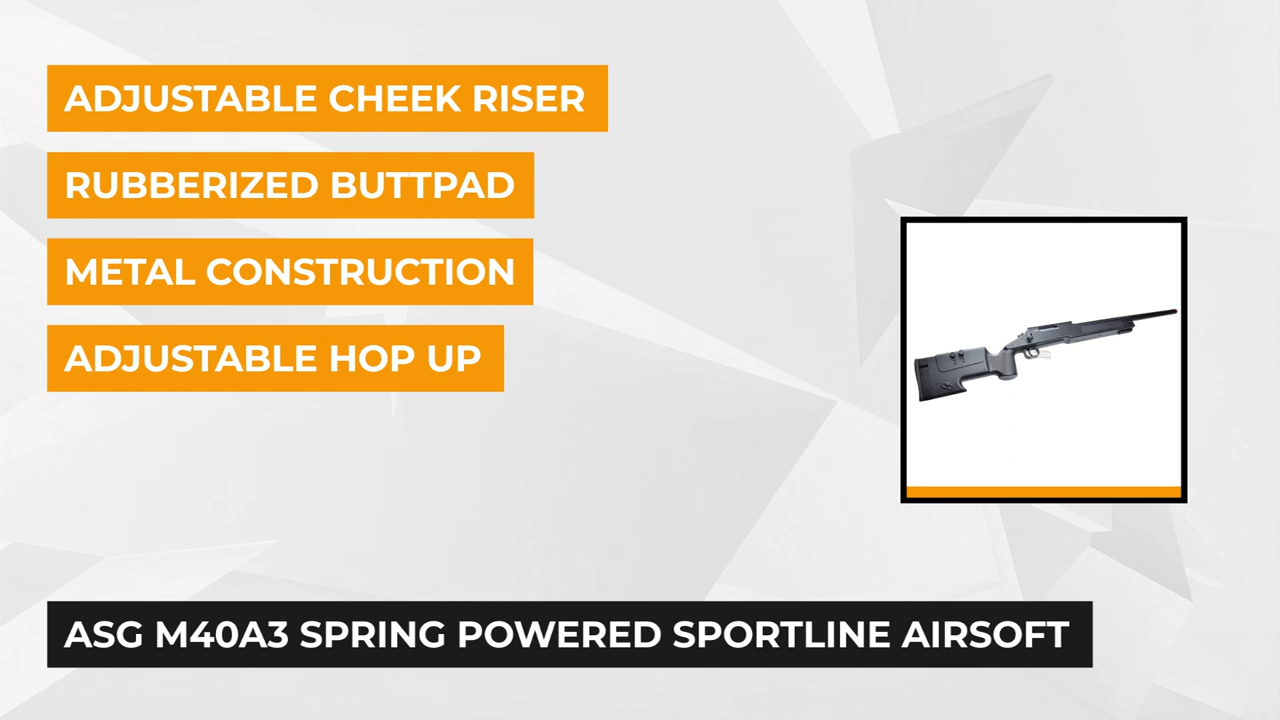 ADJUSTABLE CHEEK RISER
RUBBERIZED BUTTPAD
METAL CONSTRUCTION
ADJUSTABLE HOP UP
ASG M40A3 SPRING POWERED SPORTLINE AIRSOFT